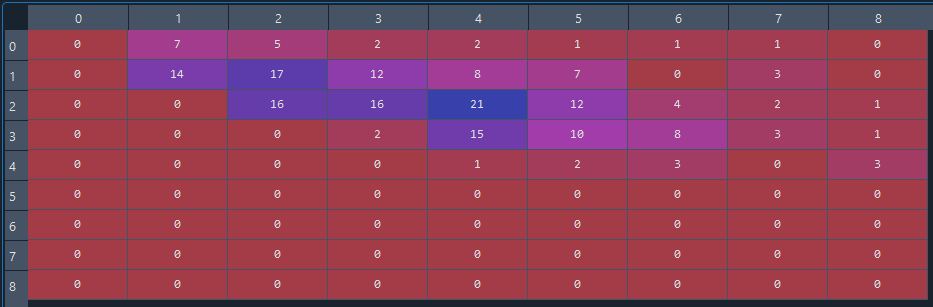 0 1 2 3 4 5 6 7 8
0 0 7 5 2 2 1 1 1 0
1 0 14 17 12 8 7 0 3 0
2 0 0 16 16 21 12 4 2 1
3 0 0 0 2 15 10 8 3 1
4 0 0 0 0 1 2 3 0 3
5 0 0 0 0 0 0 0 0 0
6 0 0 0 0 0 0 0 0 0
7 0 0 0 0 0 0 0 0 0
8 0 0 0 0 0 0 0 0 0